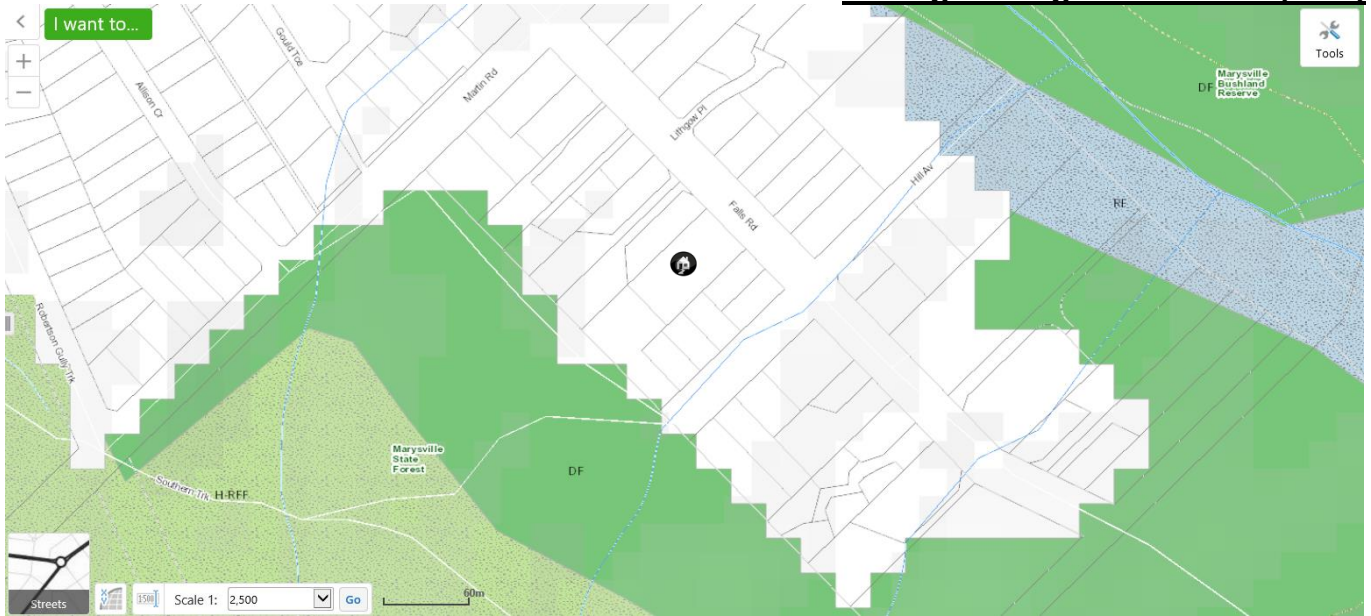 I want to...
Tools
Gould Tce
Martin Rd
Allison Cr
Lithgow Pl
Marysville
Bushland
Reserve
DF
Hill Av
Falls Rd
RF
Robertson Gully Trk
Marysville
State
Forest
DF
Southern Trk
H-RFF
Streets
Scale 1:
2,500
Go
60m